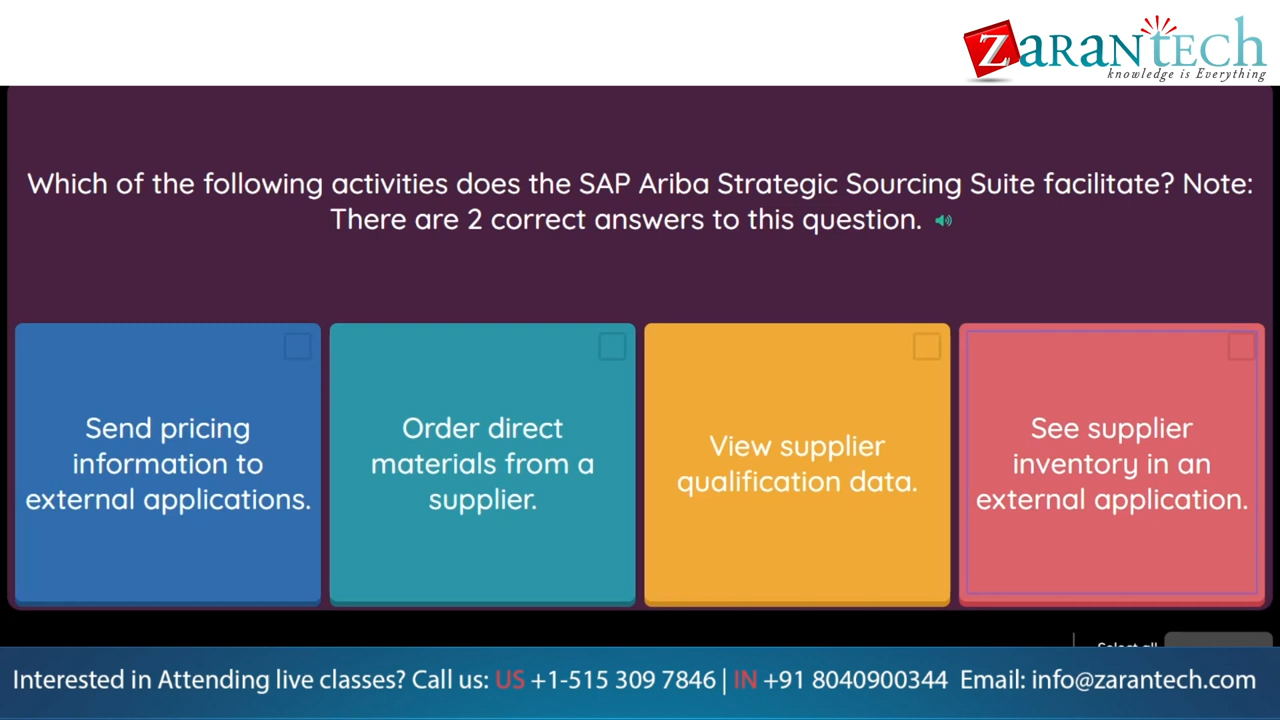 ZARANTECH
knowledge is Everything
Which of the following activities does the SAP Ariba Strategic Sourcing Suite facilitate? Note:
There are 2 correct answers to this question.
Send pricing
information to
external applications.
Order direct
materials from a
supplier.
View supplier
qualification data.
See supplier
inventory in an
external application.
Select all
Interested in Attending live classes? Call us: US +1-515 309 7846 | IN +91 8040900344 Email: info@zarantech.com